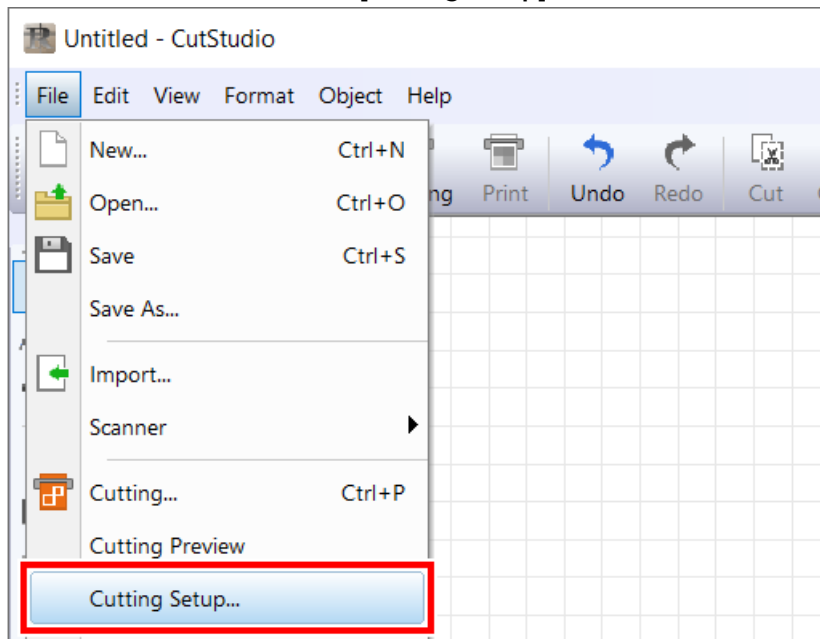 Untitled - CutStudio
File Edit View Format Object Help
New... Ctrl+N
Open... Ctrl+O
Save Ctrl+S
Save As...
Import...
Scanner
Cutting... Ctrl+P
Cutting Preview
Cutting Setup...
ng Print Undo Redo Cut